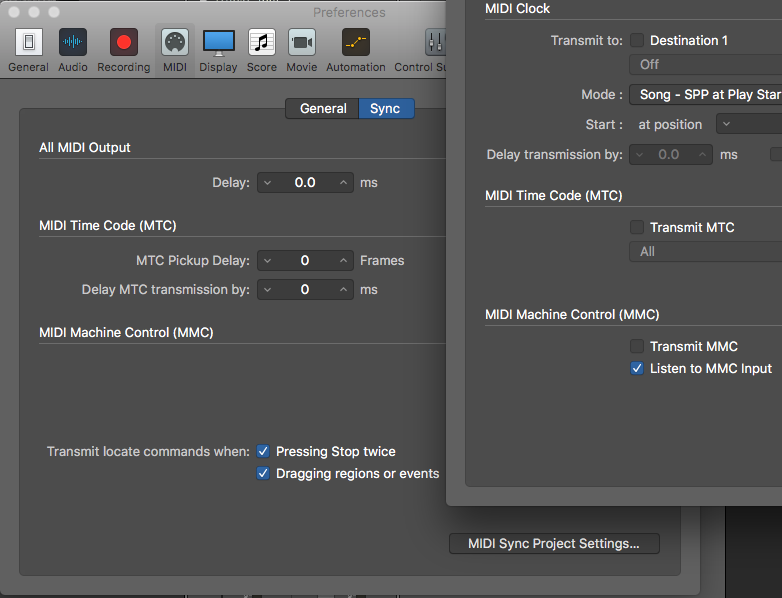 Preferences
General Audio Recording MIDI Display Score Movie Automation Control Su
General Sync
All MIDI Output
Delay: 0.0 ms
MIDI Time Code (MTC)
MTC Pickup Delay: 0 Frames
Delay MTC transmission by: 0 ms
MIDI Machine Control (MMC)
Transmit locate commands when: Pressing Stop twice
Dragging regions or events
MIDI Sync Project Settings...
MIDI Clock
Transmit to: Destination 1
Off
Mode : Song - SPP at Play Star
Start : at position
Delay transmission by: 0.0 ms
MIDI Time Code (MTC)
Transmit MTC
All
MIDI Machine Control (MMC)
Transmit MMC
Listen to MMC Input